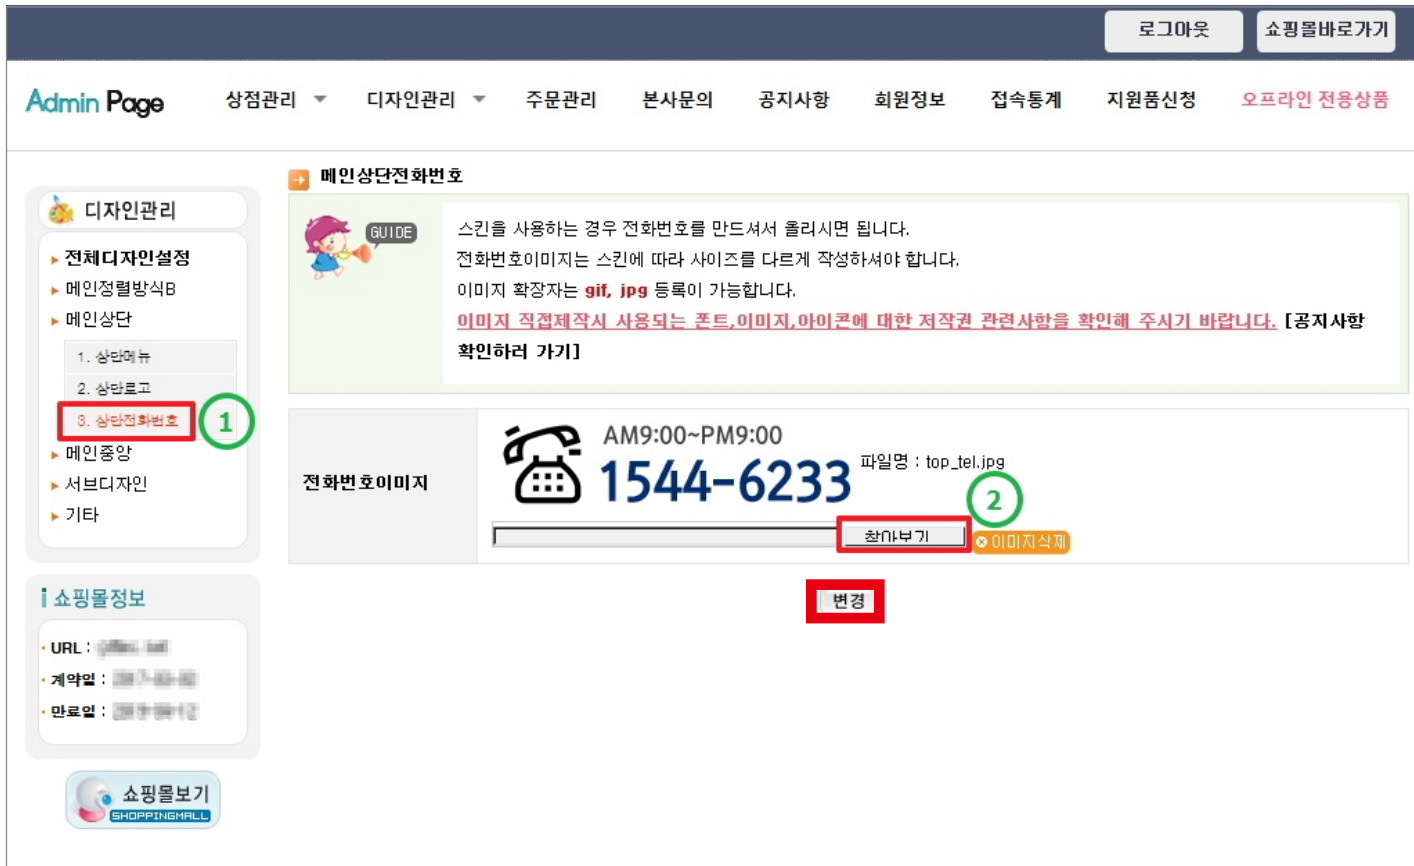 로그아웃 쇼핑몰바로가기
Admin Page 상점관리 디자인관리 주문관리 본사문의 공지사항 회원정보 접속통계 지원품신청 오프라인 전용상품
메인상단전화번호
디자인관리
전체디자인설정
메인정렬방식B
메인상단
1. 상단메뉴
2. 상단로고
3. 상단전화번호
1
메인중앙
서브디자인
기타
GUIDE
스킨을 사용하는 경우 전화번호를 만드셔서 올리시면 됩니다.
전화번호이미지는 스킨에 따라 사이즈를 다르게 작성하셔야 합니다.
이미지 확장자는 gif, jpg 등록이 가능합니다.
이미지 직접제작시 사용되는 폰트,이미지,아이콘에 대한 저작권 관련사항을 확인해 주시기 바랍니다. [공지사항
확인하러 가기]
전화번호이미지
AM9:00~PM9:00
1544-6233
파일명 : top_tel.jpg
2
찾아보기
이미지삭제
변경
쇼핑몰정보
URL :
계약일 :
만료일 :
쇼핑몰보기
SHOPPINGMALL